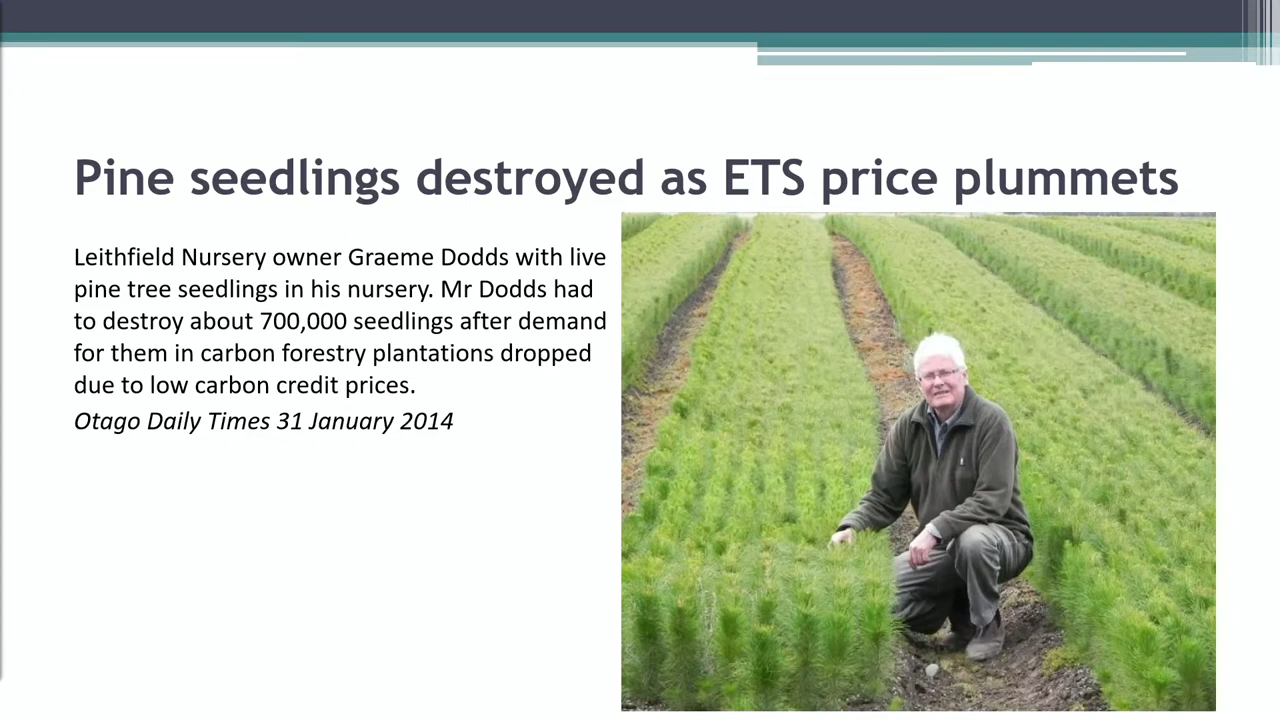 Pine seedlings destroyed as ETS price plummets
Leithfield Nursery owner Graeme Dodds with live
pine tree seedlings in his nursery. Mr Dodds had
to destroy about 700,000 seedlings after demand
for them in carbon forestry plantations dropped
due to low carbon credit prices.
Otago Daily Times 31 January 2014